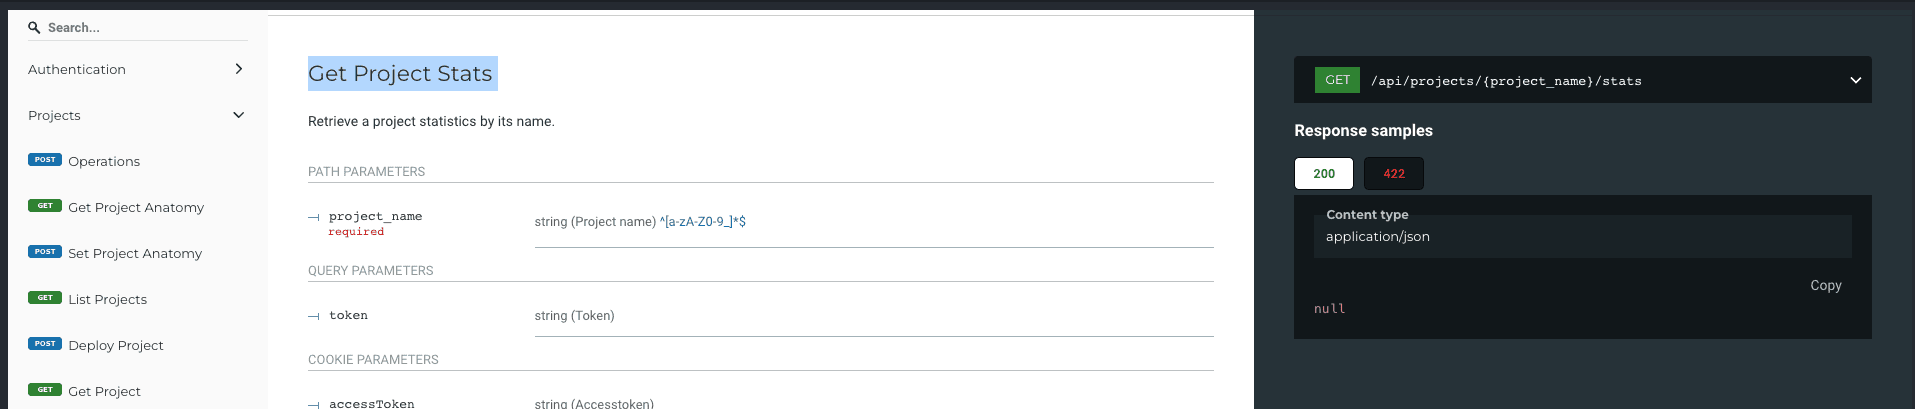 Search...
Authentication
Projects
POST Operations
GET Get Project Anatomy
POST Set Project Anatomy
GET List Projects
POST Deploy Project
GET Get Project
Get Project Stats
Retrieve a project statistics by its name.
PATH PARAMETERS
project_name
required
string (Project name) ^[a-zA-Z0-9_]*$
QUERY PARAMETERS
token
string (Token)
COOKIE PARAMETERS
accessToken
string (Accesstoken)
GET /api/projects/{project_name}/stats
Response samples
200 422
Content type
application/json
Copy
null